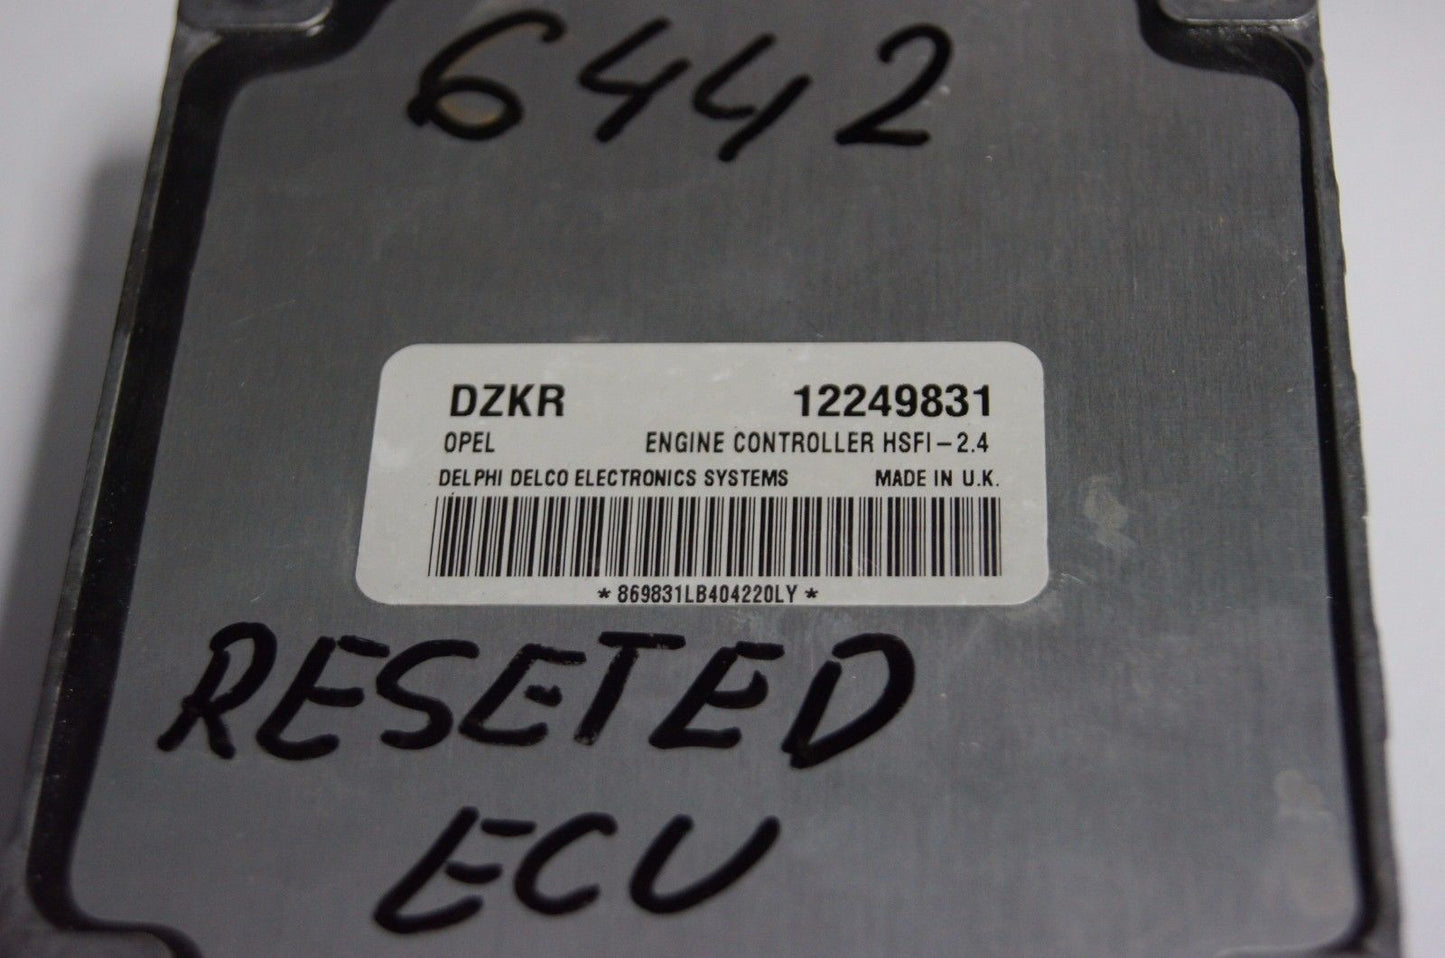 6442
DZKR 12249831
OPEL ENGINE CONTROLLER HSFI-2.4
DELPHI DELCO ELECTRONICS SYSTEMS MADE IN U.K.
*869831LB404220LY*
RESETED
ECU